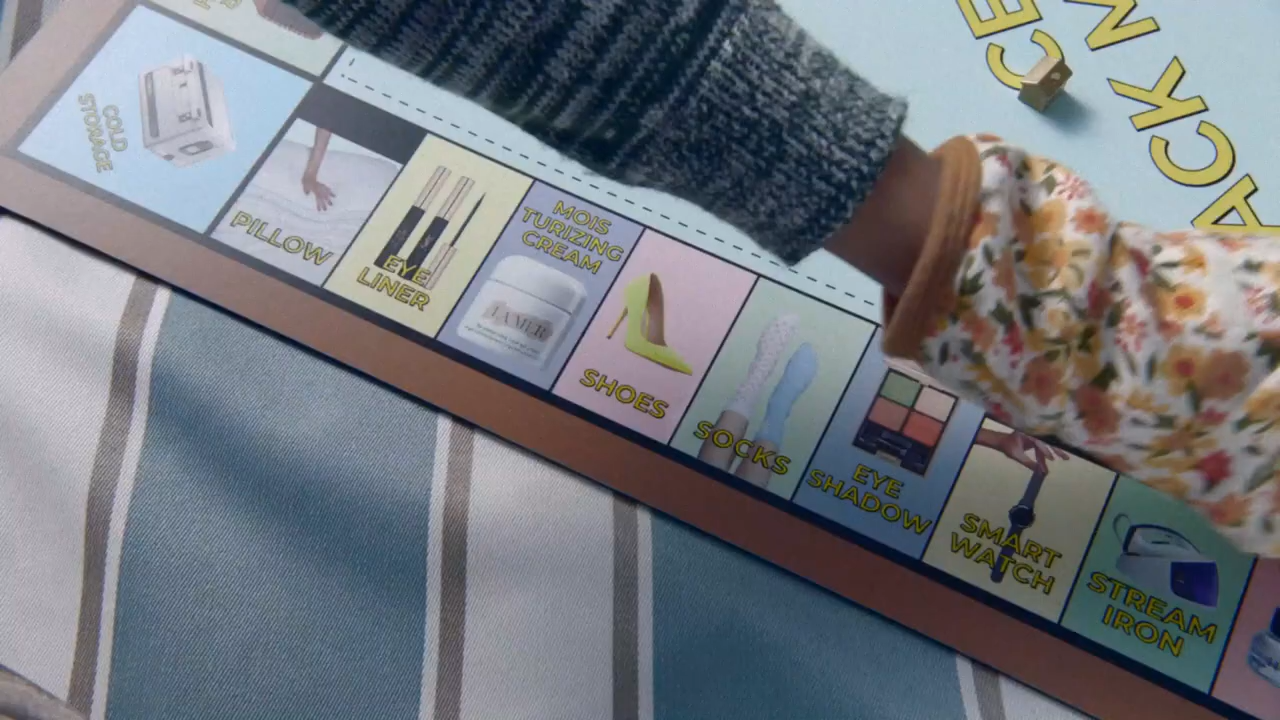 COLD
STORAGE
PILLOW
EYE
LINER
MOIS
TURIZING
CREAM
LA MER
SHOES
SOCKS
EYE
SHADOW
SMART
WATCH
STREAM
IRON
CE
ACK M